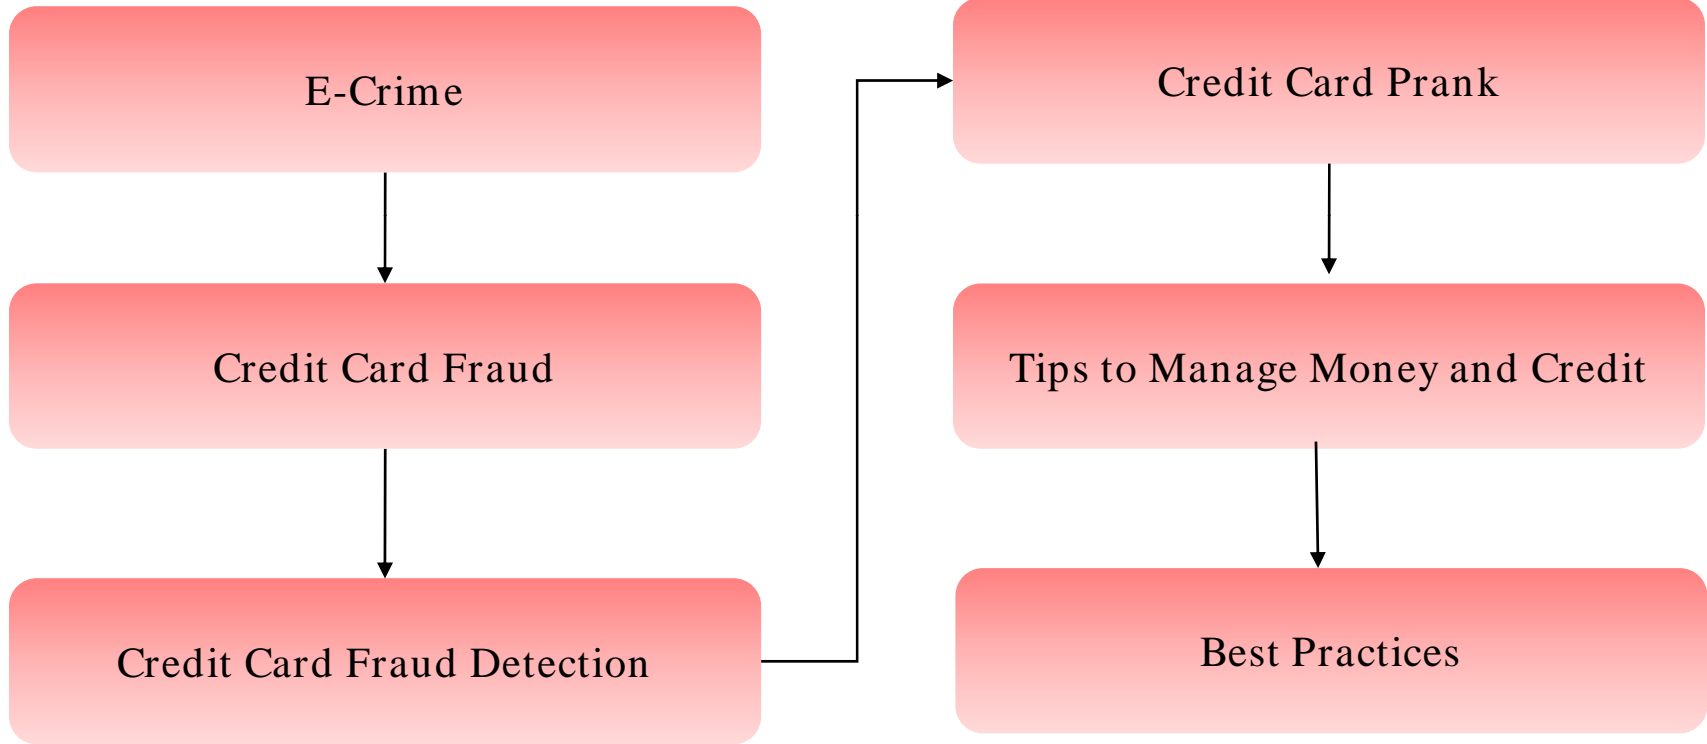 E-Crime
Credit Card Fraud
Credit Card Fraud Detection
Credit Card Prank
Tips to Manage Money and Credit
Best Practices